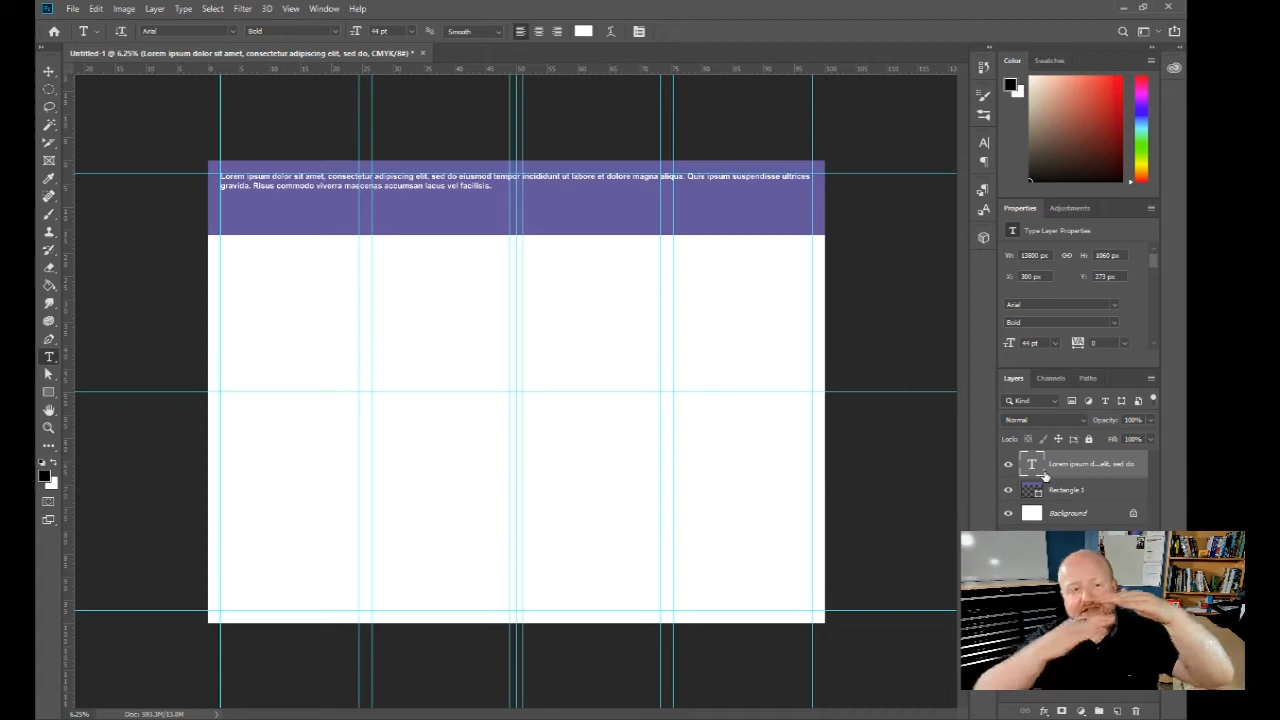 File Edit Image Layer Type Select Filter 3D View Window Help
Arial Bold 44 pt Smooth
Untitled-1 @ 6.25% (Lorem ipsum dolor sit amet, consectetur adipiscing elit, sed do, CMYK/8#) *
Lorem ipsum dolor sit amet, consectetur adipiscing elit, sed do eiusmod tempor incididunt ut labore et dolore magna aliqua. Quis ipsum suspendisse ultrices
gravida. Risus commodo viverra maecenas accumsan lacus vel facilisis.
Color Swatches
Properties Adjustments
Type Layer Properties
W: 13800 px H: 1060 px
X: 300 px Y: 273 px
Arial
Bold
44 pt 0
Layers Channels Paths
Kind
Normal Opacity: 100%
Lock: Fill: 100%
Lorem ipsum d...elit, sed do
Rectangle 1
Background
6.25% Doc: 593.3M/13.8M